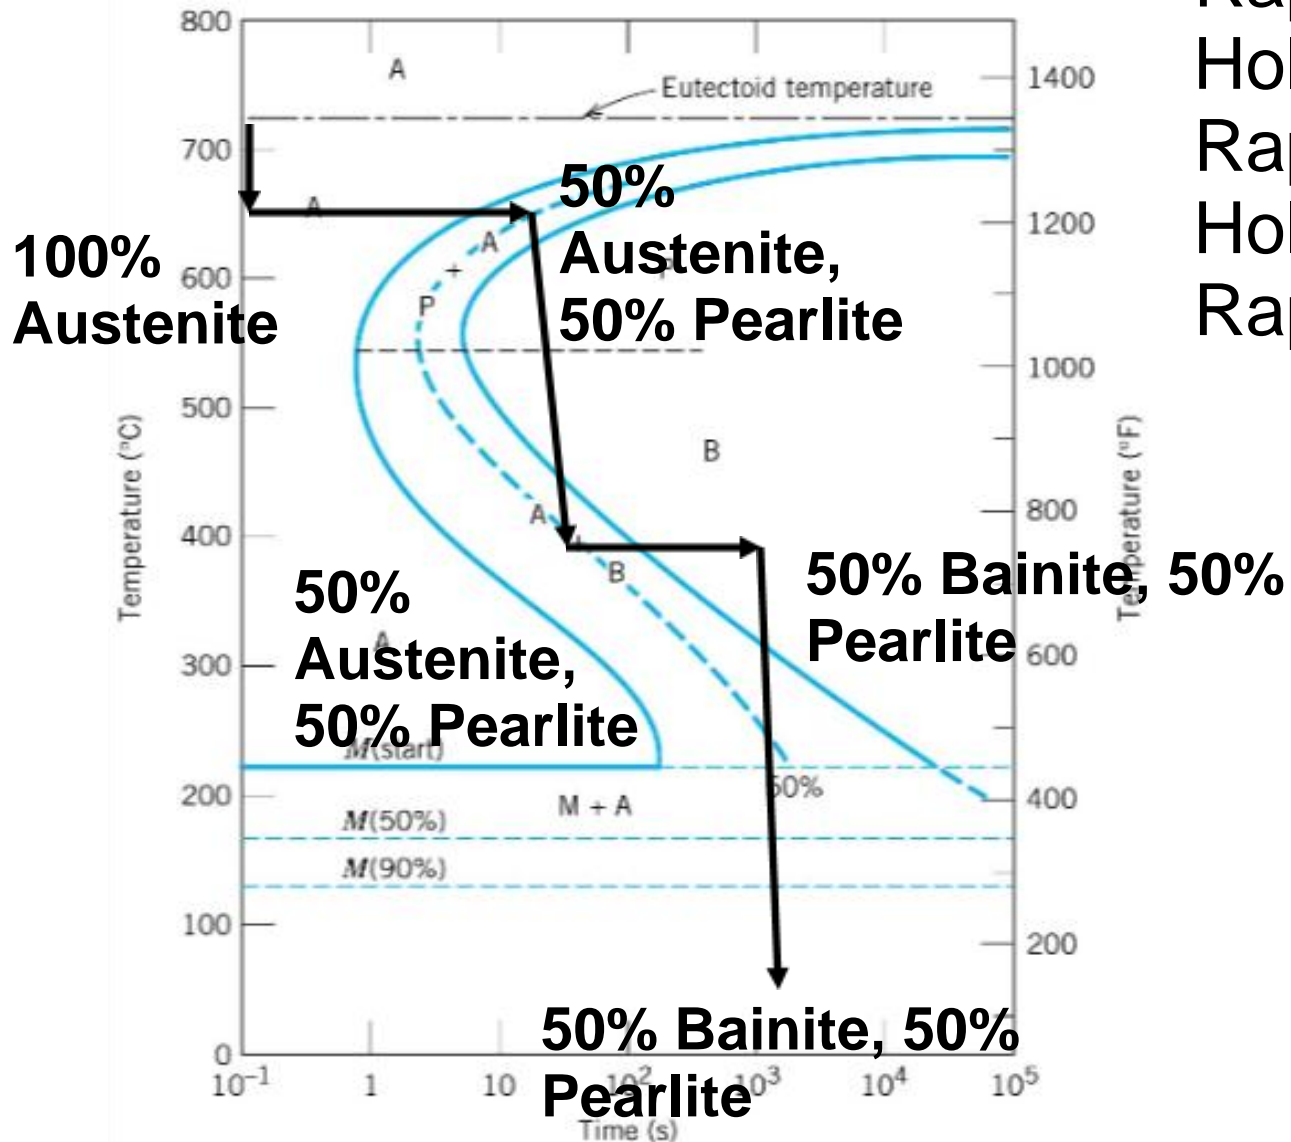 800
A
1400
Eutectoid temperature
700
50%
A
1200
Austenite,
A
100%
600
+
50% Pearlite
Austenite
P
1000
500
B
Temperature (°C)
Temperature (°F)
A
800
400
+
50% Bainite, 50%
B
50%
Pearlite
A
600
300
Austenite,
50% Pearlite
M(start)
50%
200
M + A
400
M(50%)
M(90%)
100
200
50% Bainite, 50%
0
10-1
1
10
102
103
104
105
Pearlite
Time (s)